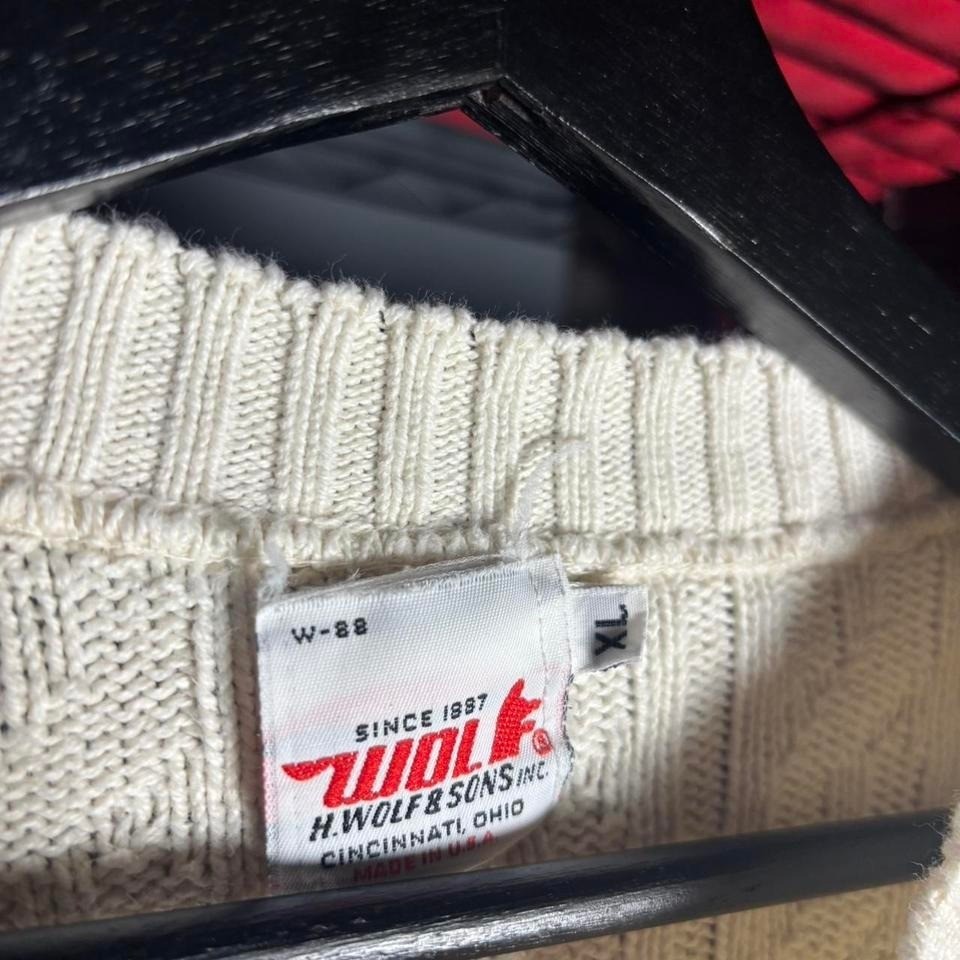 W-88
XL
SINCE 1887
WOLF®
H. WOLF & SONS INC.
CINCINNATI, OHIO
MADE IN U.S.A.